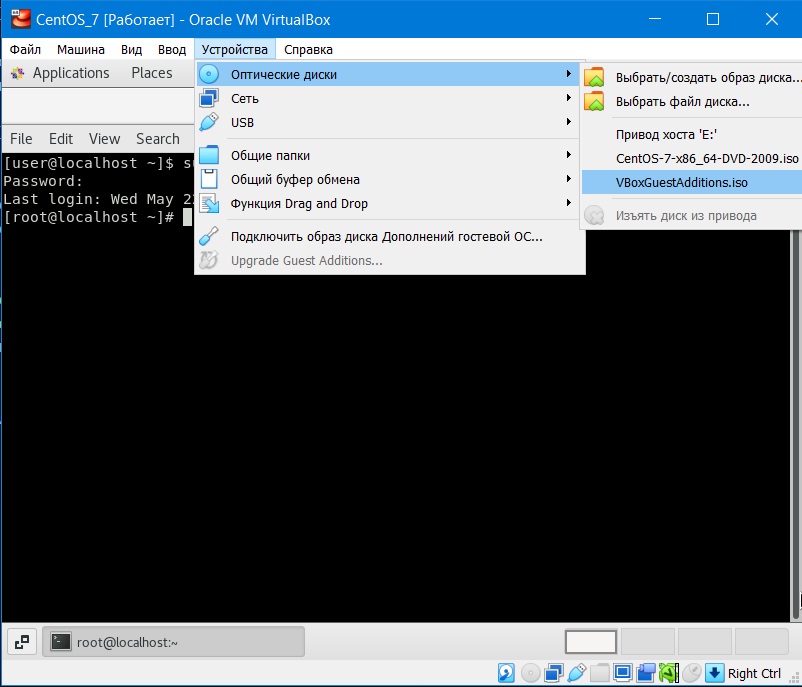 CentOS_7 [Работает] - Oracle VM VirtualBox
Файл Машина Вид Ввод Устройства Справка
Applications Places
Оптические диски
Сеть
USB
Общие папки
Общий буфер обмена
Функция Drag and Drop
Подключить образ диска Дополнений гостевой ОС...
Upgrade Guest Additions...
Выбрать/создать образ диска...
Выбрать файл диска...
Привод хоста 'E:'
CentOS-7-x86_64-DVD-2009.iso
VBoxGuestAdditions.iso
Изъять диск из привода
File Edit View Search
[user@localhost ~]$ su
Password:
Last login: Wed May 2
[root@localhost ~]#
root@localhost:~
Right Ctrl